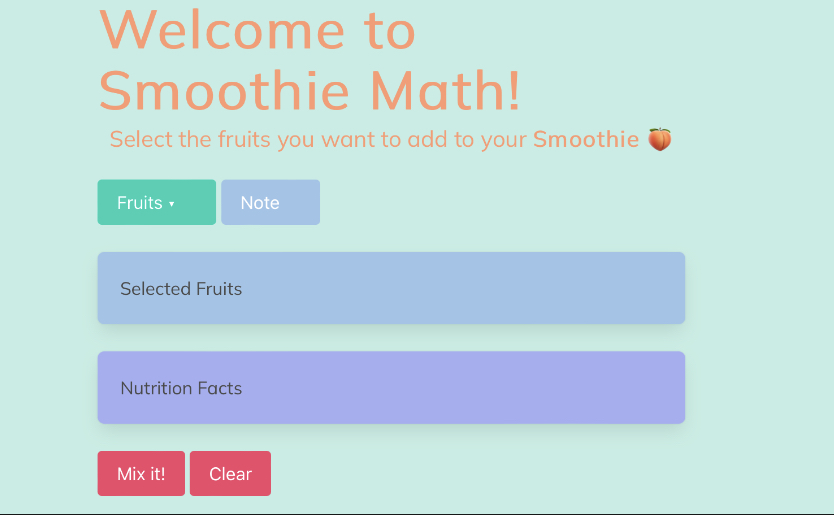 Welcome to
Smoothie Math!
Select the fruits you want to add to your Smoothie 🍑
Fruits ▾
Note
Selected Fruits
Nutrition Facts
Mix it!
Clear